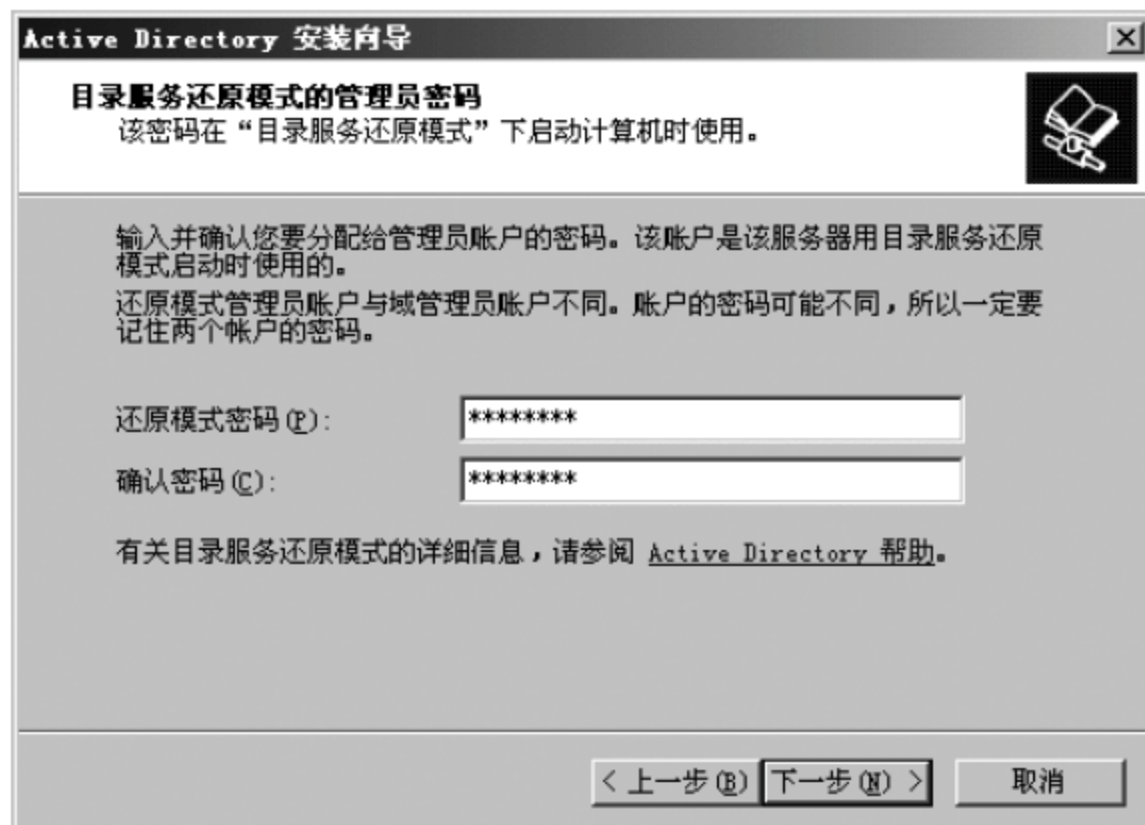 Active Directory 安装向导
目录服务还原模式的管理员密码
该密码在“目录服务还原模式”下启动计算机时使用。
输入并确认您要分配给管理员账户的密码。该账户是该服务器用目录服务还原
模式启动时使用的。
还原模式管理员账户与域管理员账户不同。账户的密码可能不同,所以一定要
记住两个帐户的密码。
还原模式密码(P): ********
确认密码(C): ********
有关目录服务还原模式的详细信息,请参阅 Active Directory 帮助。
< 上一步(B) 下一步(N) > 取消